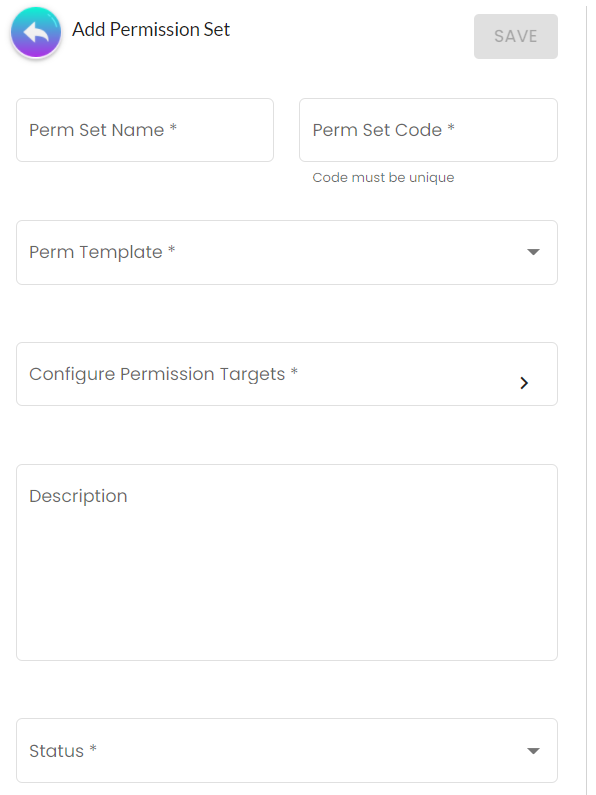 Add Permission Set
SAVE
Perm Set Name *
Perm Set Code *
Code must be unique
Perm Template *
Configure Permission Targets *
Description
Status *